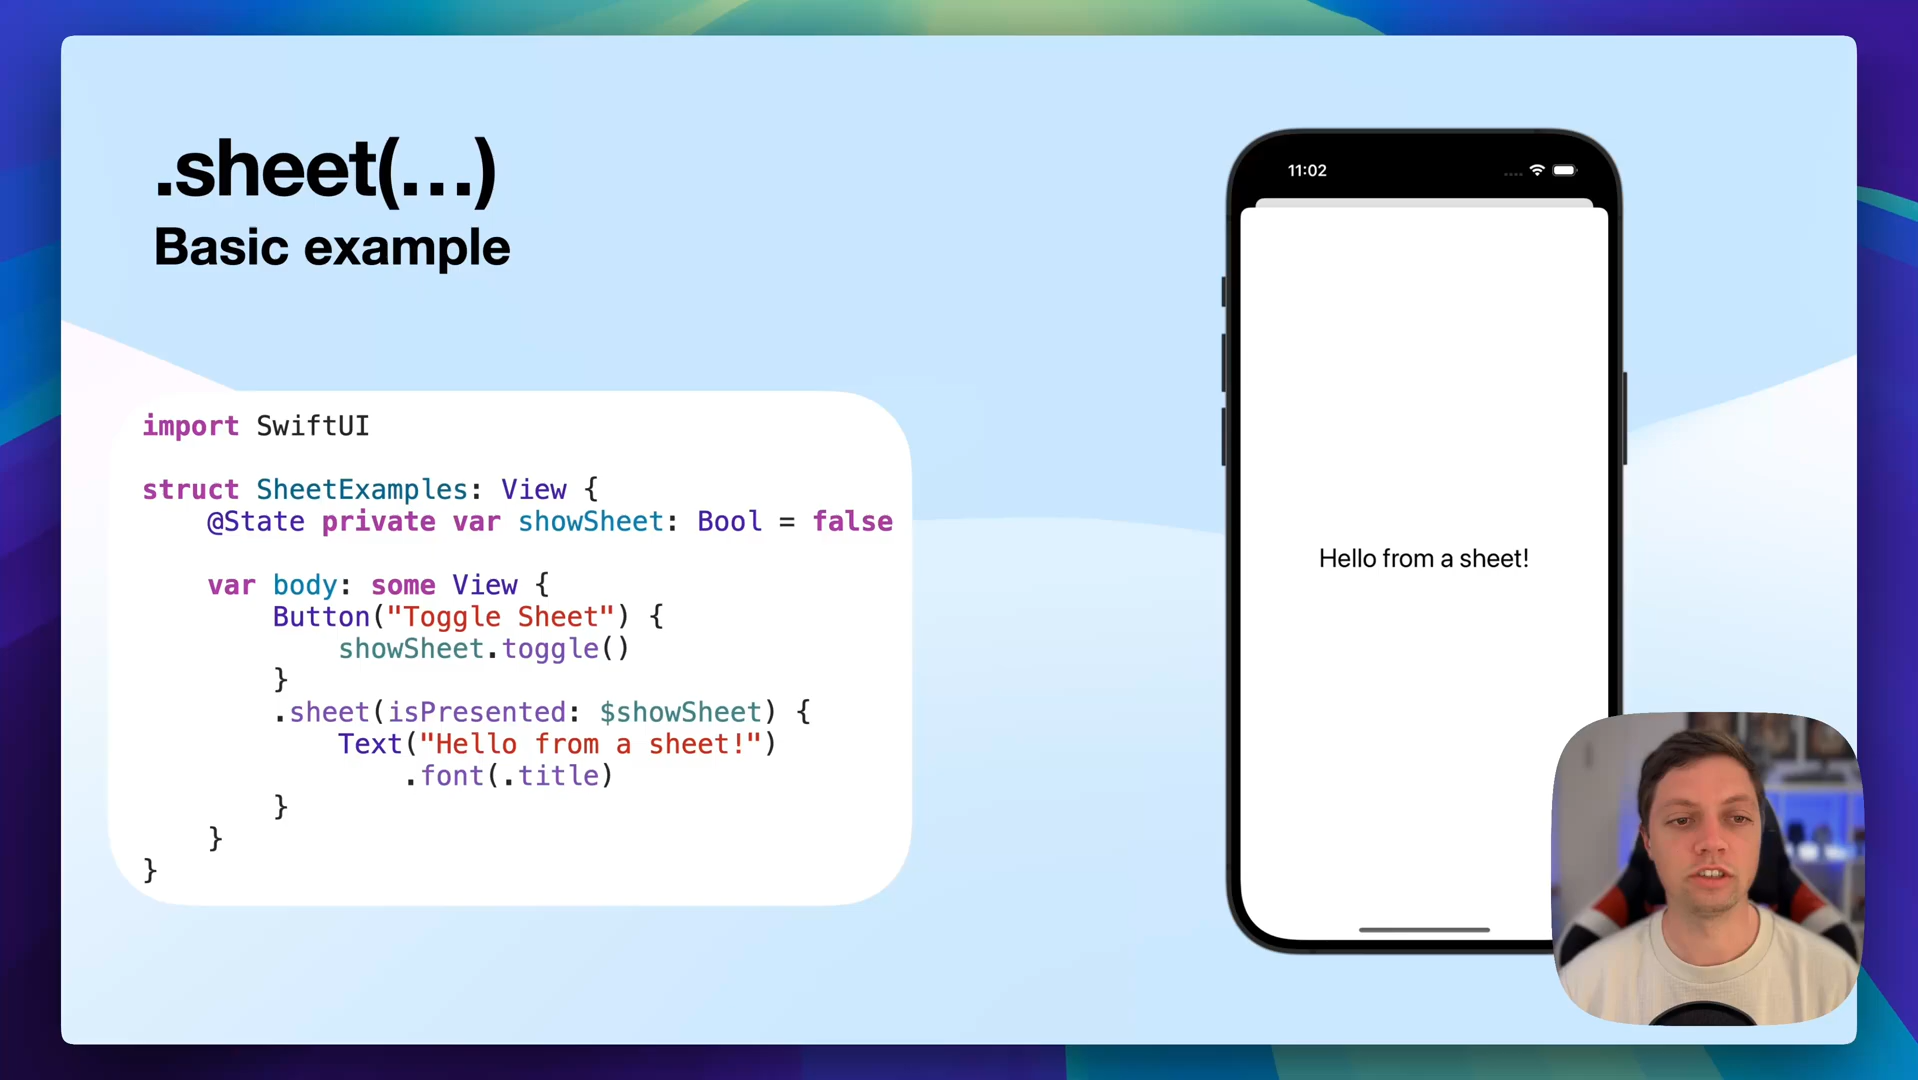 .sheet(…)
Basic example
import SwiftUI
struct SheetExamples: View {
@State private var showSheet: Bool = false
var body: some View {
Button("Toggle Sheet") {
showSheet.toggle()
}
.sheet(isPresented: $showSheet) {
Text("Hello from a sheet!")
.font(.title)
}
}
}
11:02
Hello from a sheet!